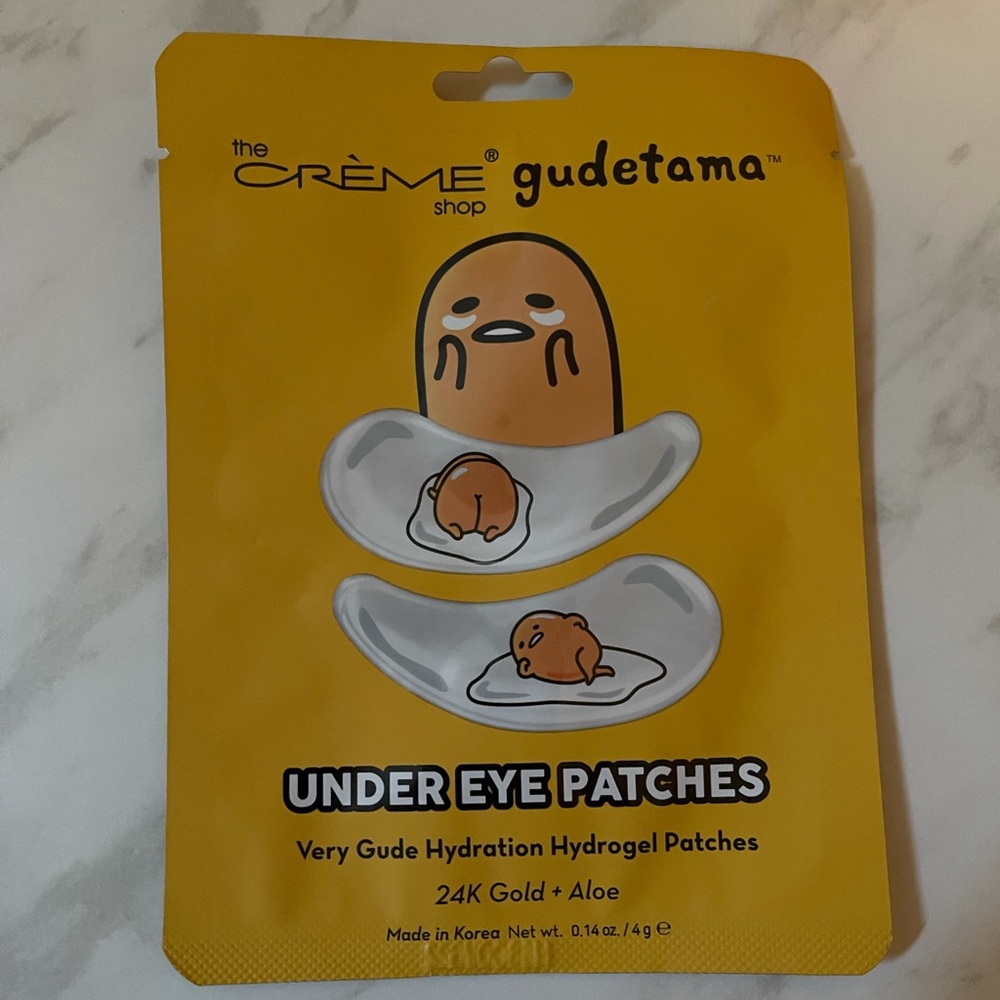 the
CRÈME® gudetama™
shop
UNDER EYE PATCHES
Very Gude Hydration Hydrogel Patches
24K Gold + Aloe
Made in Korea Net wt. 0.14 oz. / 4 g ℮